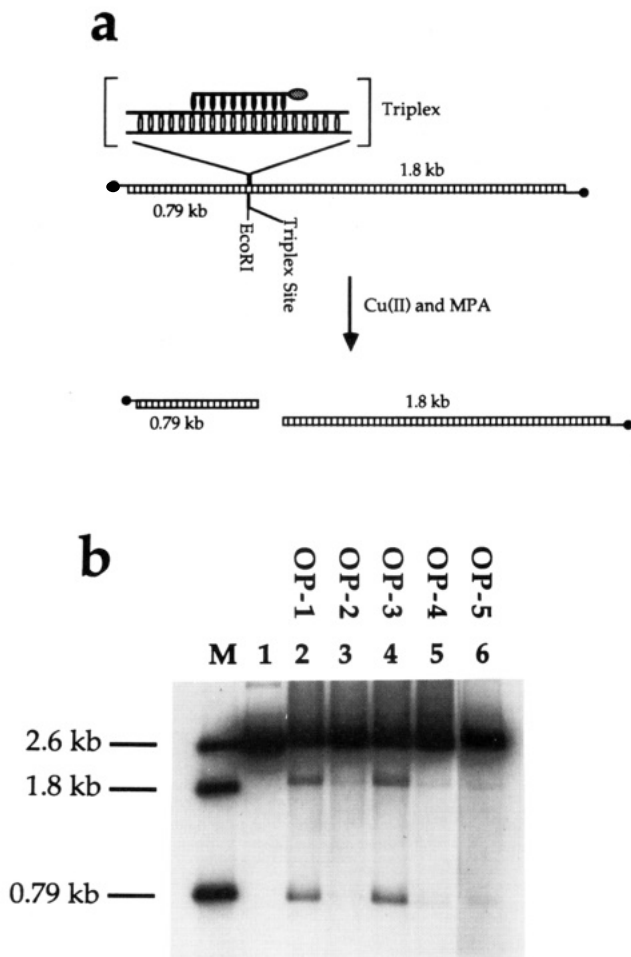 a
Triplex
1.8 kb
0.79 kb
EcoRI
Triplex Site
Cu(II) and MPA
0.79 kb
1.8 kb
b
OP-1
OP-2
OP-3
OP-4
OP-5
M 1 2 3 4 5 6
2.6 kb
1.8 kb
0.79 kb